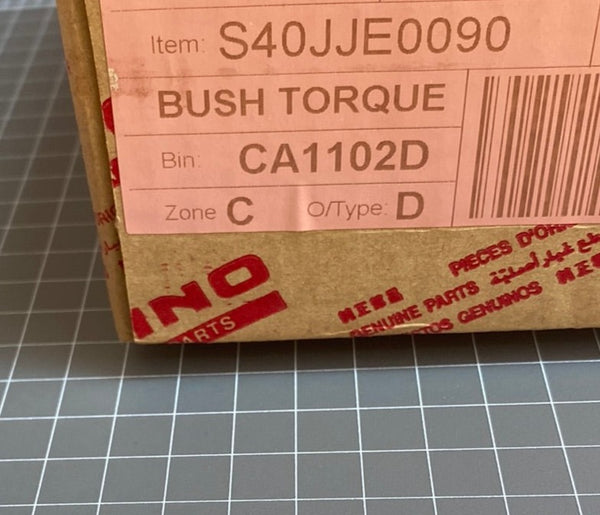 Item: S40JJE0090
BUSH TORQUE
Bin: CA1102D
Zone C O/Type: D
INO
ARTS
PIECES D'ORI
GENUINE PARTS
TOS GENUINOS